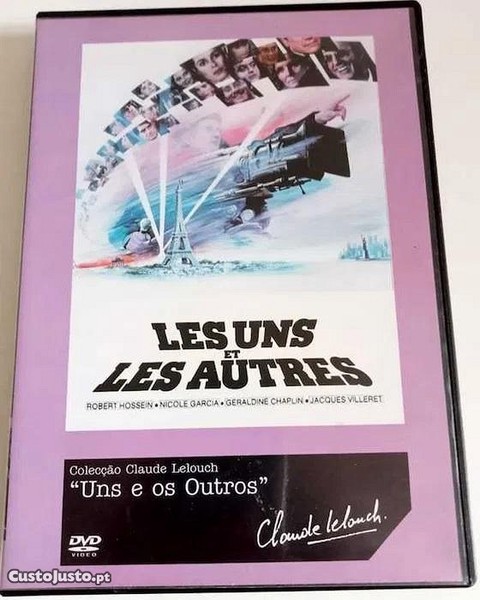 LES UNS
ET
LES AUTRES
ROBERT HOSSEIN • NICOLE GARCIA • GERALDINE CHAPLIN • JACQUES VILLERET
Colecção Claude Lelouch
“Uns e os Outros”
Claude Lelouch.
DVD
VIDEO
CustoJusto.pt